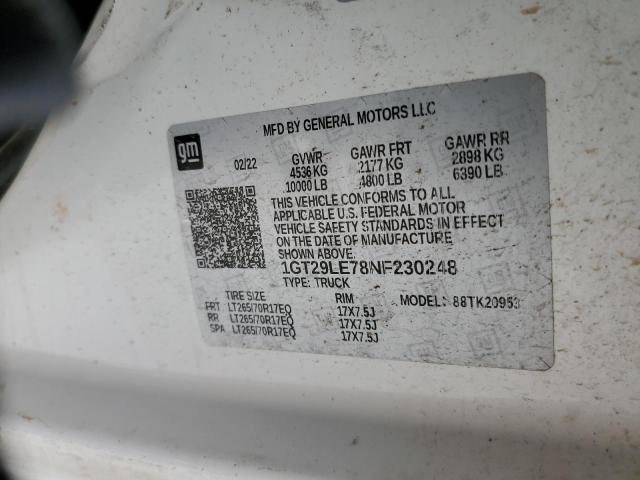 gm
MFD BY GENERAL MOTORS LLC
02/22 GVWR GAWR FRT GAWR RR
4536 KG 2177 KG 2898 KG
10000 LB 4800 LB 6390 LB
THIS VEHICLE CONFORMS TO ALL
APPLICABLE U.S. FEDERAL MOTOR
VEHICLE SAFETY STANDARDS IN EFFECT
ON THE DATE OF MANUFACTURE
SHOWN ABOVE.
1GT29LE78NF230248
TYPE: TRUCK
TIRE SIZE RIM MODEL: 88TK20953
FRT LT265/70R17EQ 17X7.5J
RR LT265/70R17EQ 17X7.5J
SPA LT265/70R17EQ 17X7.5J